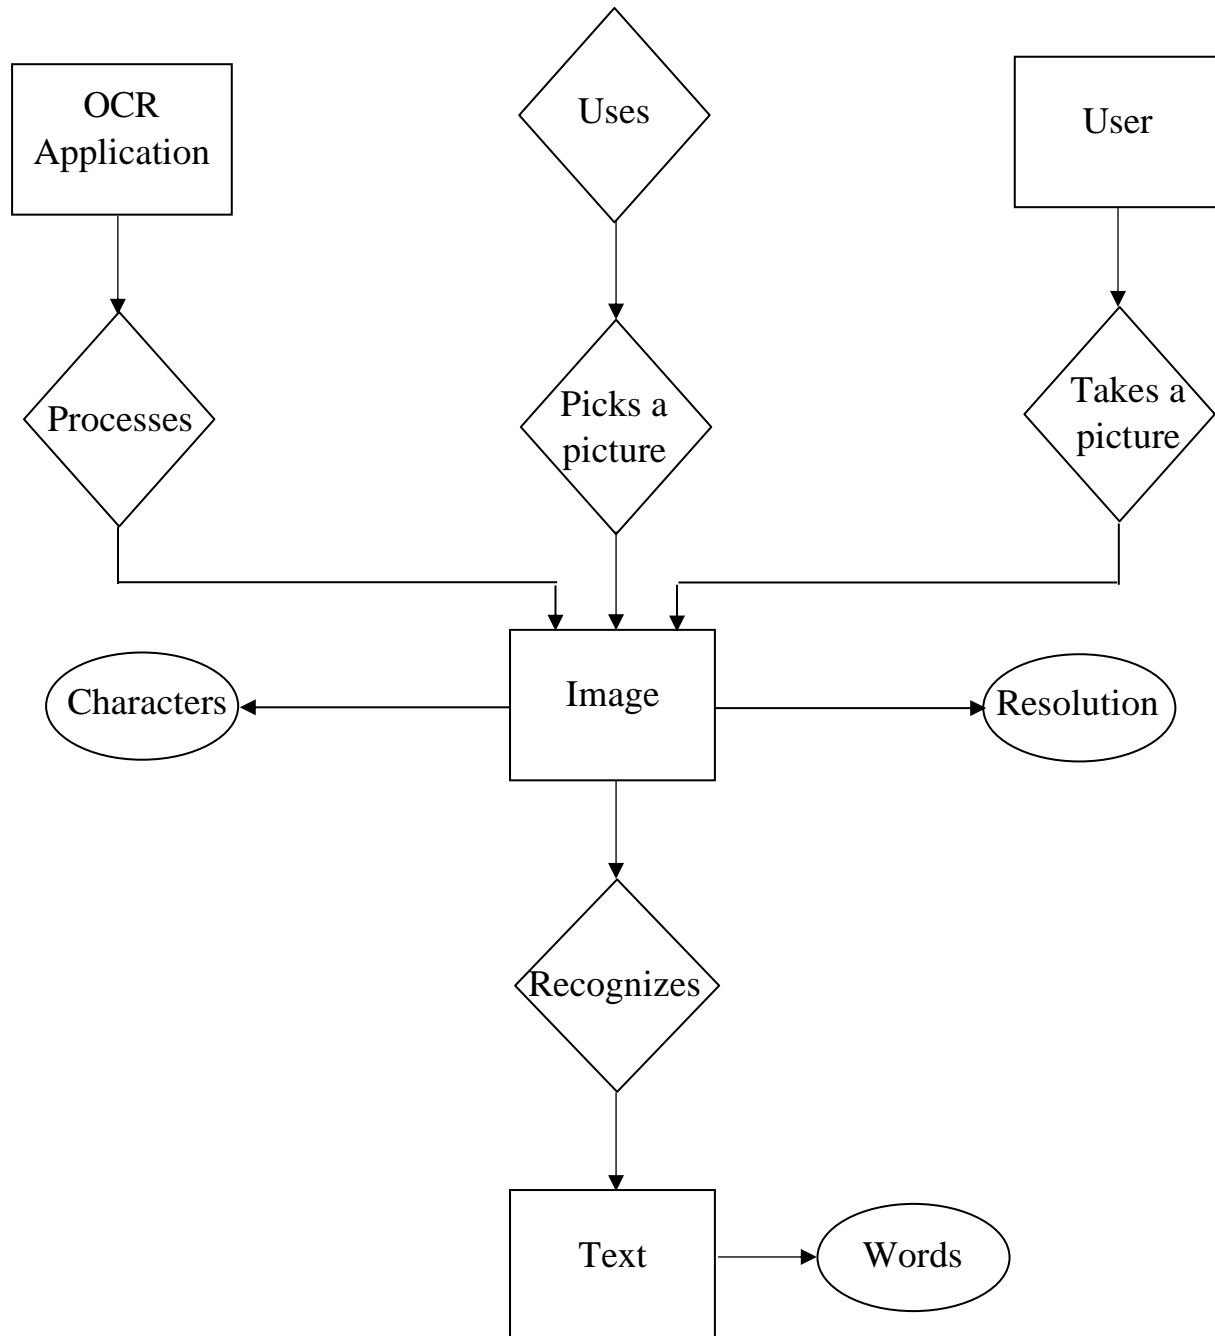 OCR
Application
Uses
User
Processes
Picks a
picture
Takes a
picture
Characters
Image
Resolution
Recognizes
Text
Words